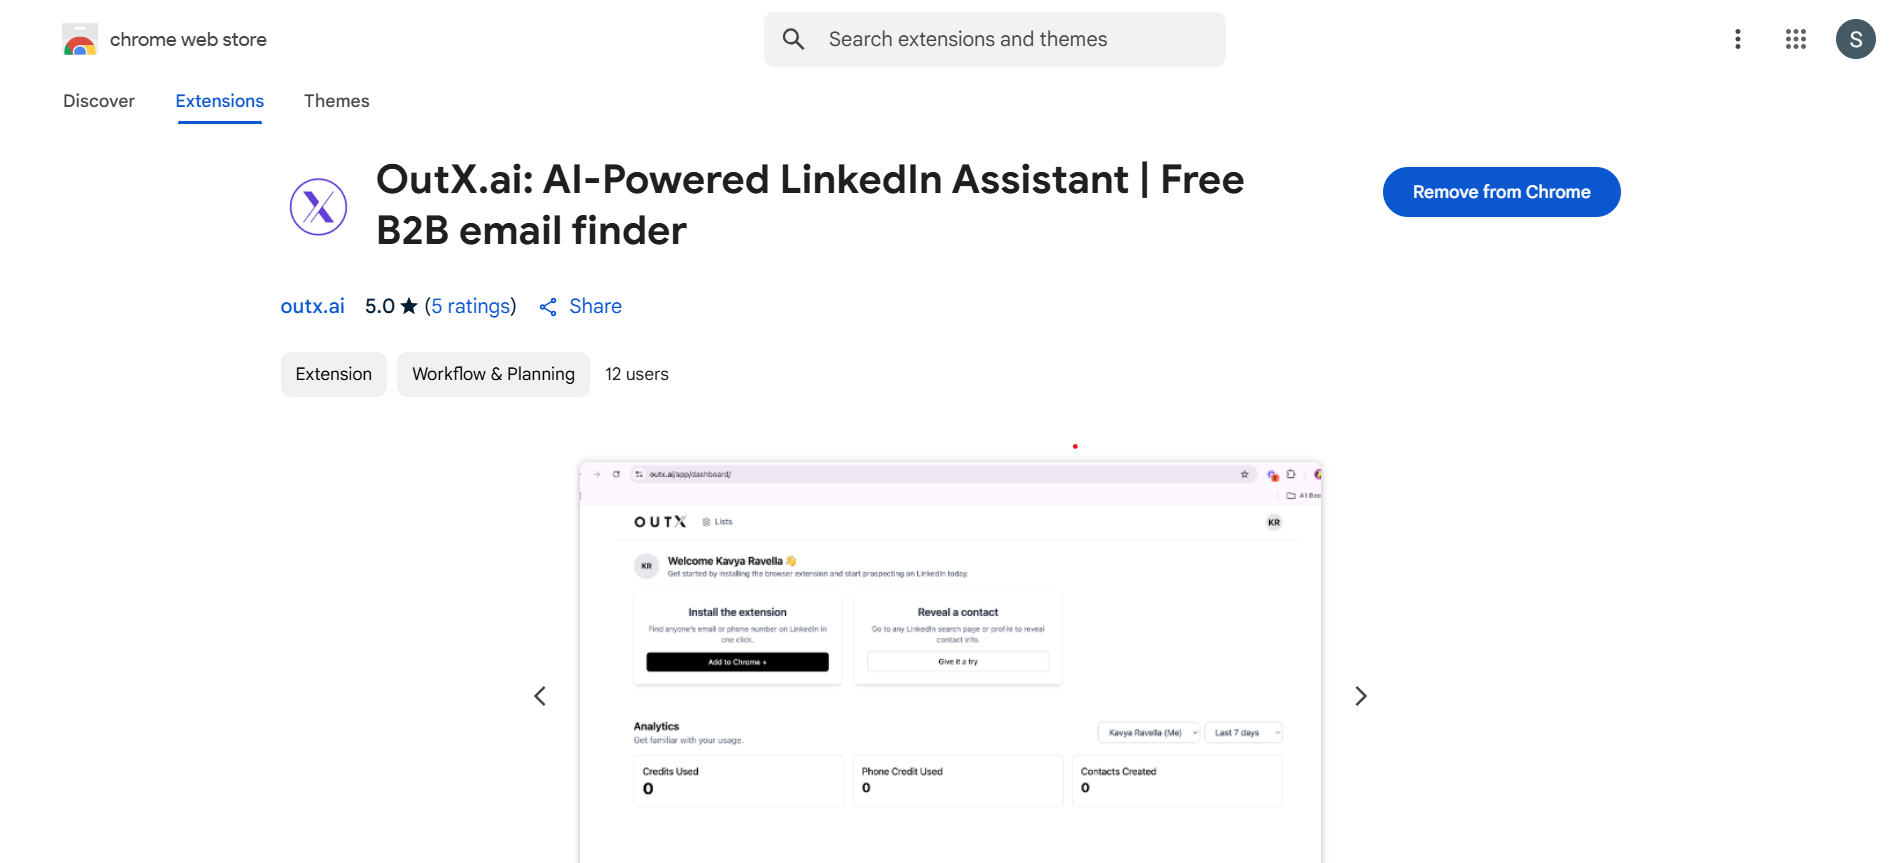 chrome web store
Search extensions and themes
S
Discover
Extensions
Themes
OutX.ai: AI-Powered LinkedIn Assistant | Free
B2B email finder
Remove from Chrome
outx.ai
5.0 ★ (5 ratings)
Share
Extension
Workflow & Planning
12 users
outx.ai/app/dashboard/
All Boo
OUTX
Lists
KR
KR
Welcome Kavya Ravella 👋
Get started by installing the browser extension and start prospecting on LinkedIn today.
Install the extension
Find anyone's email or phone number on LinkedIn in
one click.
Add to Chrome +
Reveal a contact
Go to any LinkedIn search page or profile to reveal
contact info.
Give it a try
Analytics
Get familiar with your usage.
Kavya Ravella (Me)
Last 7 days
Credits Used
0
Phone Credit Used
0
Contacts Created
0